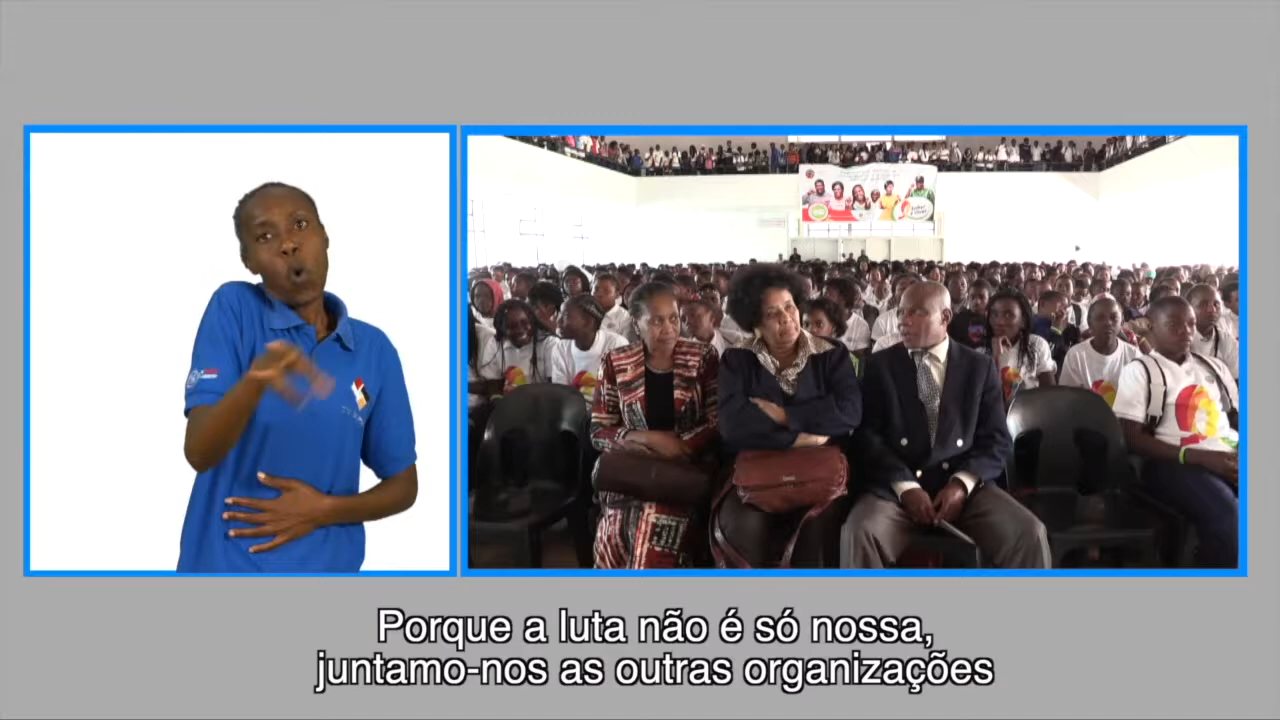 Porque a luta não é só nossa,
juntamo-nos as outras organizações